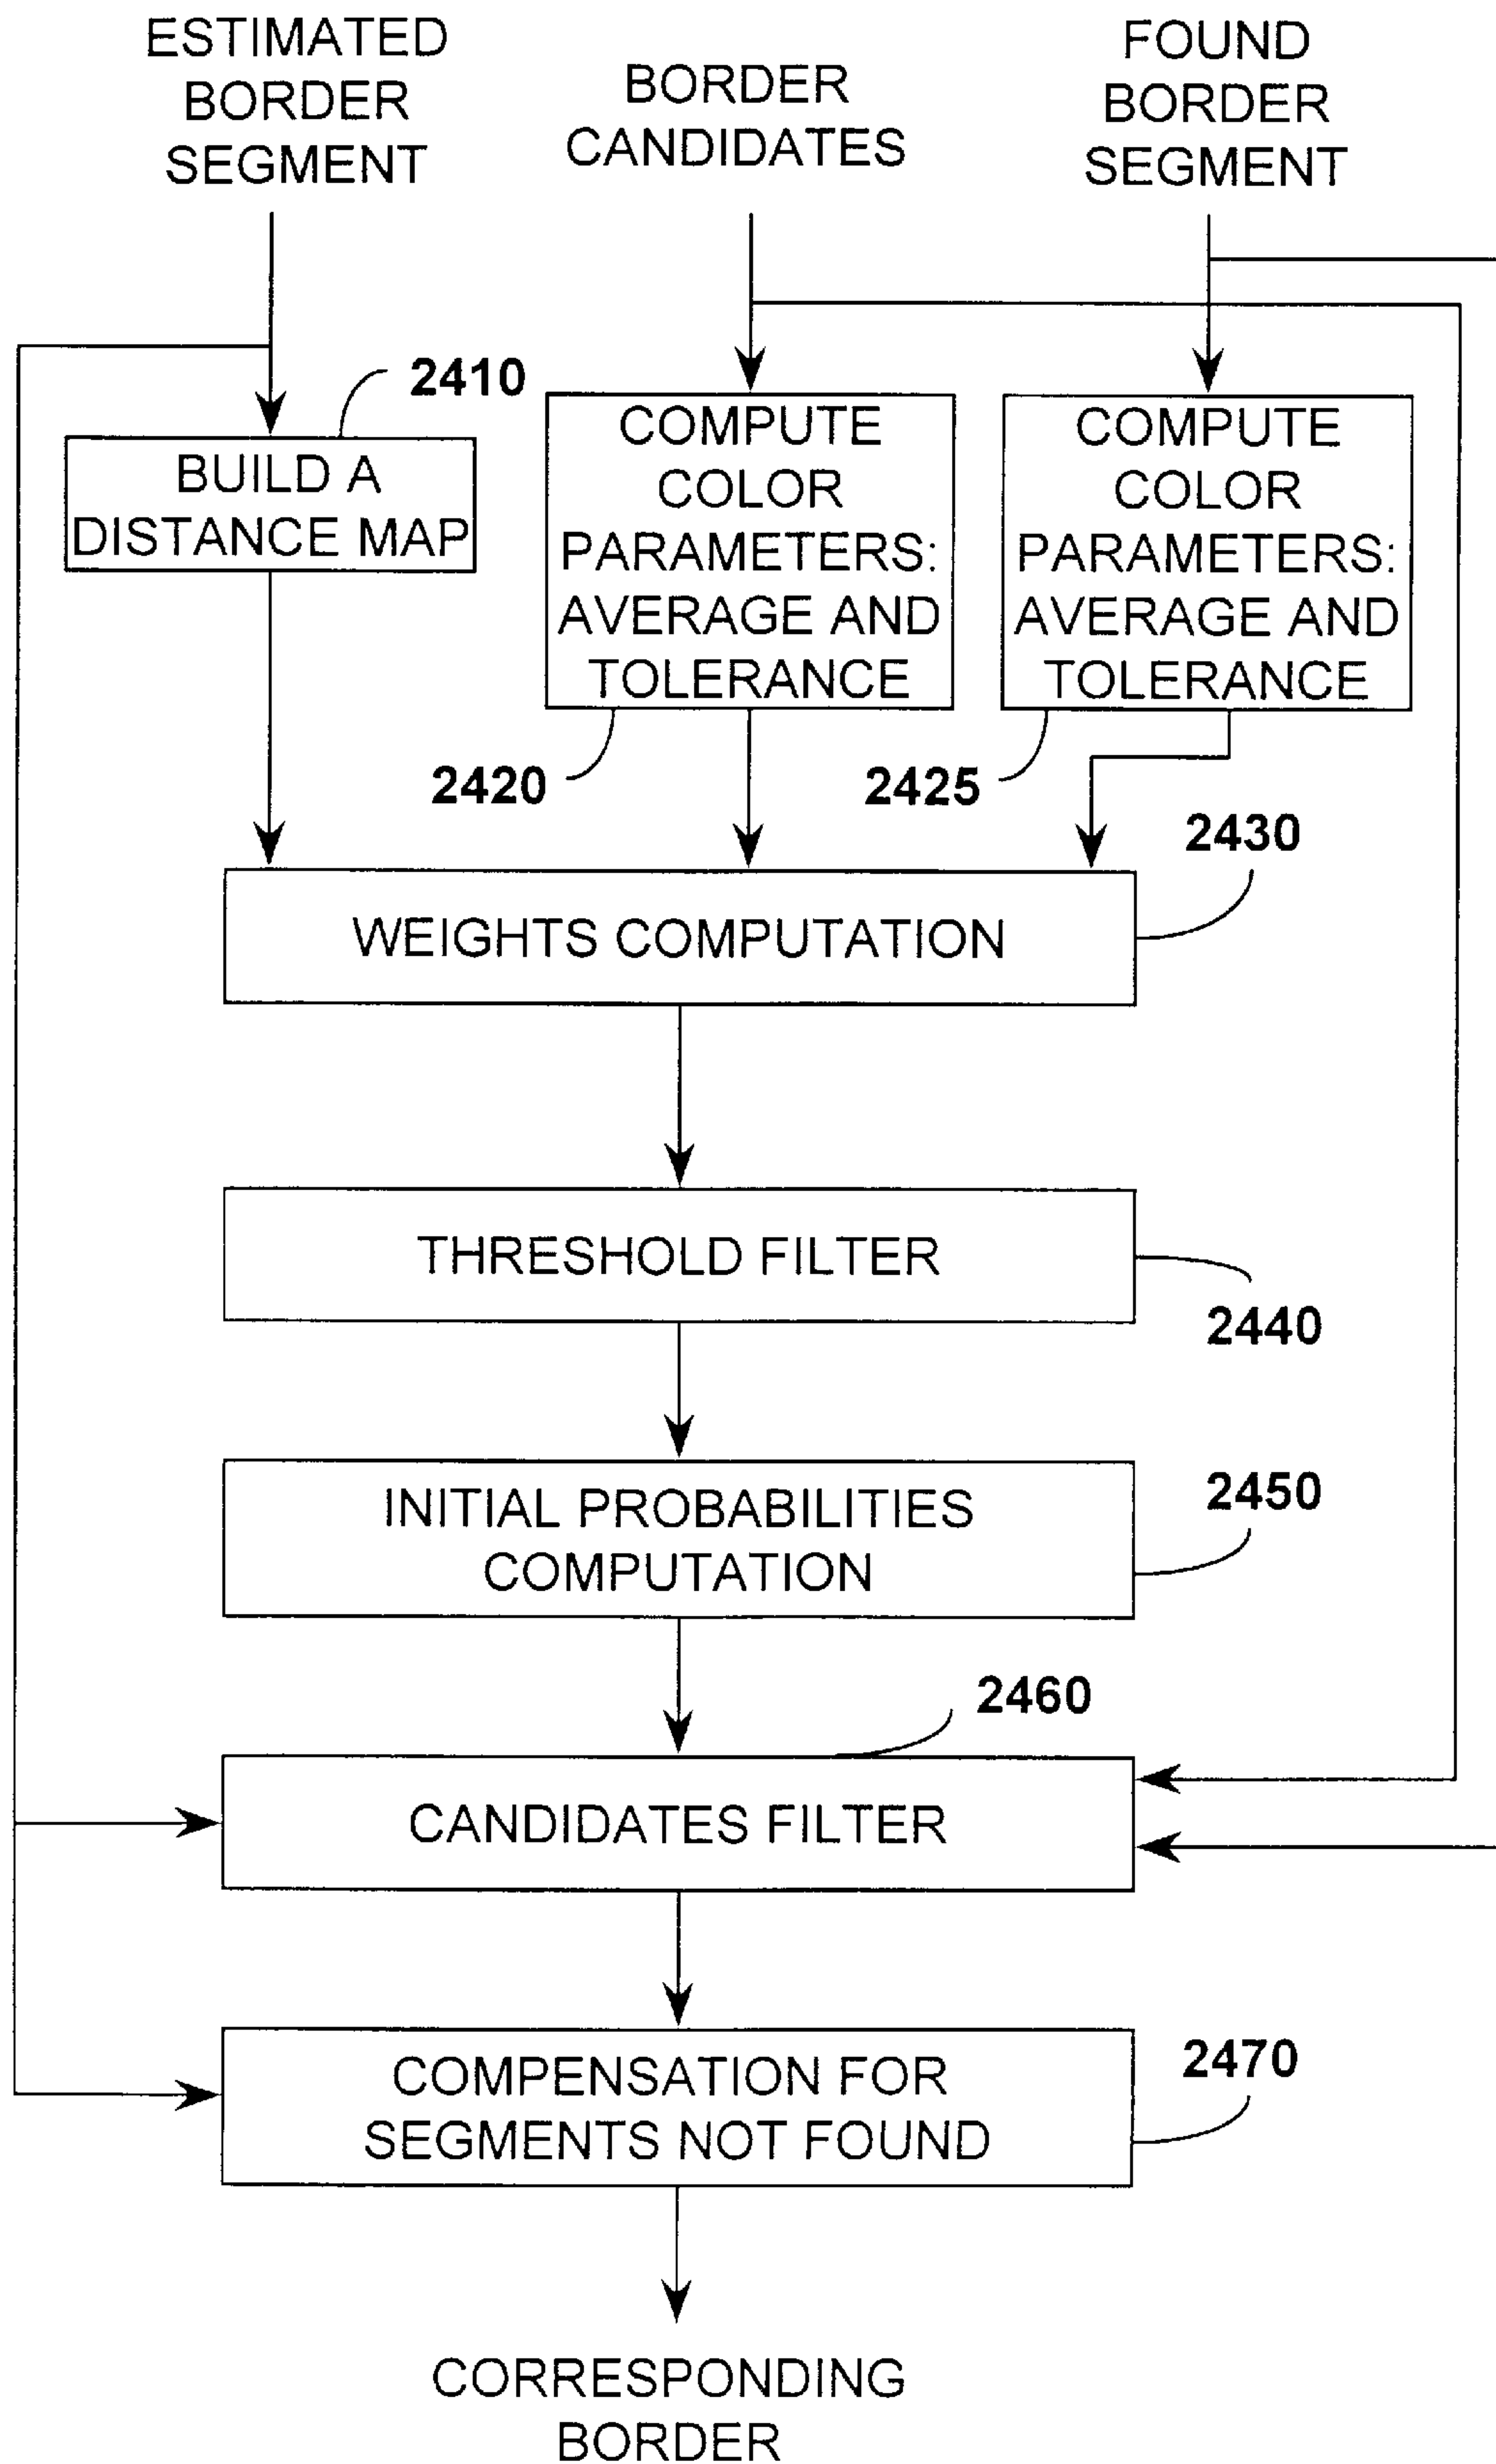 ESTIMATED
BORDER
SEGMENT
BORDER
CANDIDATES
FOUND
BORDER
SEGMENT
2410
BUILD A
DISTANCE MAP
COMPUTE
COLOR
PARAMETERS:
AVERAGE AND
TOLERANCE
COMPUTE
COLOR
PARAMETERS:
AVERAGE AND
TOLERANCE
2420
2425
2430
WEIGHTS COMPUTATION
THRESHOLD FILTER
2440
INITIAL PROBABILITIES
COMPUTATION
2450
2460
CANDIDATES FILTER
COMPENSATION FOR
SEGMENTS NOT FOUND
2470
CORRESPONDING
BORDER